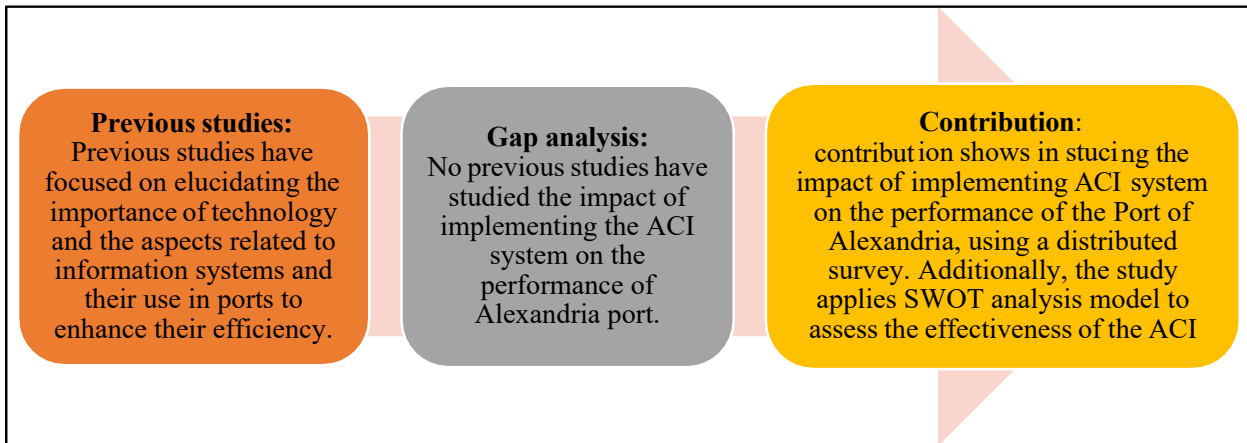 Previous studies:
Previous studies have
focused on elucidating the
importance of technology
and the aspects related to
information systems and
their use in ports to
enhance their efficiency.
Gap analysis:
No previous studies have
studied the impact of
implementing the ACI
system on the
performance of
Alexandria port.
Contribution:
contribution shows in stucing the
impact of implementing ACI system
on the performance of the Port of
Alexandria, using a distributed
survey. Additionally, the study
applies SWOT analysis model to
assess the effectiveness of the ACI